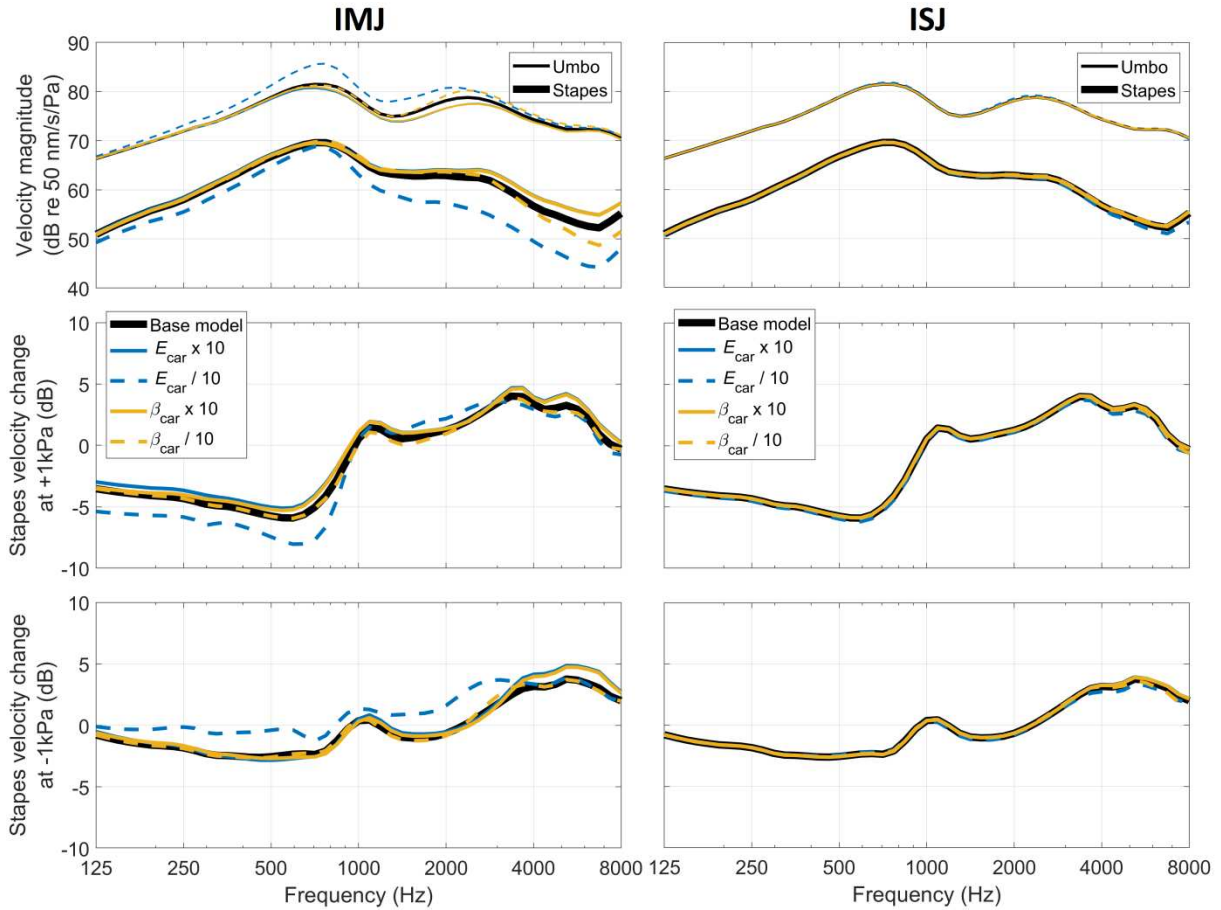 IMJ
ISJ
Velocity magnitude
(dB re 50 nm/s/Pa)
90
80
70
60
50
40
Umbo
Stapes
Umbo
Stapes
Stapes velocity change
at +1kPa (dB)
10
5
0
-5
-10
Base model
E_car x 10
E_car / 10
β_car x 10
β_car / 10
Base model
E_car x 10
E_car / 10
β_car x 10
β_car / 10
Stapes velocity change
at -1kPa (dB)
10
5
0
-5
-10
125 250 500 1000 2000 4000 8000
Frequency (Hz)
125 250 500 1000 2000 4000 8000
Frequency (Hz)